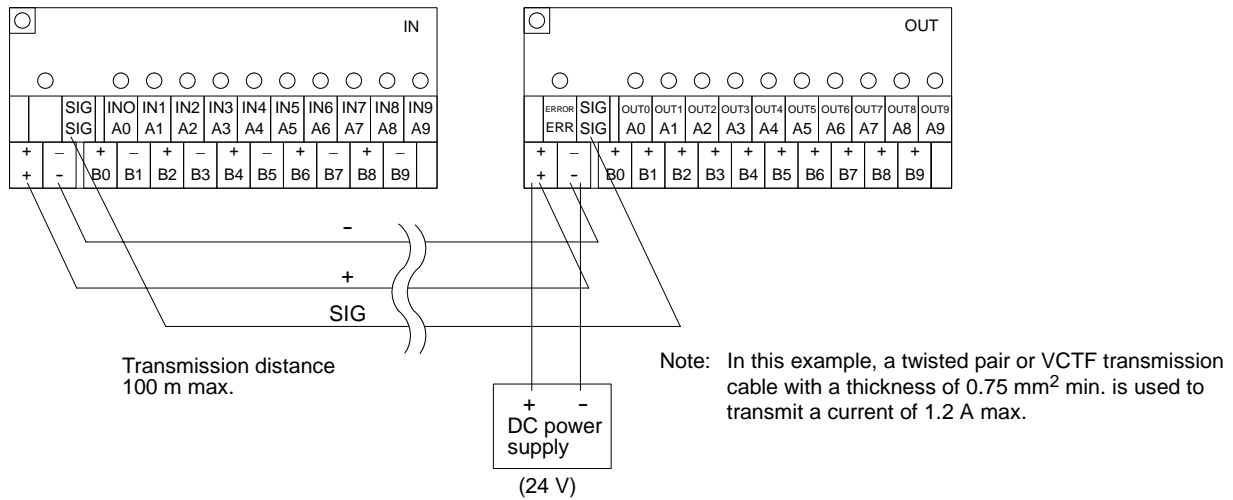 IN
SIG INO IN1 IN2 IN3 IN4 IN5 IN6 IN7 IN8 IN9
SIG A0 A1 A2 A3 A4 A5 A6 A7 A8 A9
+ – + – + – + – + – + –
+ - B0 B1 B2 B3 B4 B5 B6 B7 B8 B9
OUT
ERROR SIG OUT0 OUT1 OUT2 OUT3 OUT4 OUT5 OUT6 OUT7 OUT8 OUT9
ERR SIG A0 A1 A2 A3 A4 A5 A6 A7 A8 A9
+ – + + + + + + + + + +
+ - B0 B1 B2 B3 B4 B5 B6 B7 B8 B9
-
+
SIG
Transmission distance
100 m max.
+ –
DC power
supply
(24 V)
Note: In this example, a twisted pair or VCTF transmission
cable with a thickness of 0.75 mm² min. is used to
transmit a current of 1.2 A max.